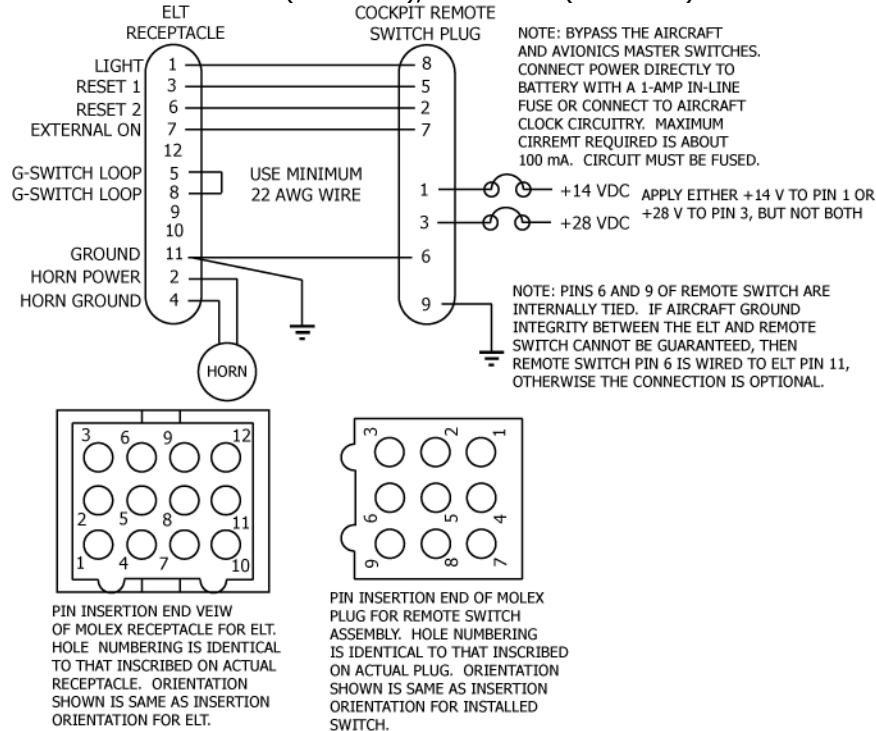 ELT
RECEPTACLE
COCKPIT REMOTE
SWITCH PLUG
LIGHT 1
RESET 1 3
RESET 2 6
EXTERNAL ON 7
12
G-SWITCH LOOP 5
G-SWITCH LOOP 8
9
10
GROUND 11
HORN POWER 2
HORN GROUND 4
HORN
USE MINIMUM
22 AWG WIRE
8
5
2
7
1 +14 VDC
3 +28 VDC
6
9
APPLY EITHER +14 V TO PIN 1 OR
+28 V TO PIN 3, BUT NOT BOTH
NOTE: BYPASS THE AIRCRAFT
AND AVIONICS MASTER SWITCHES.
CONNECT POWER DIRECTLY TO
BATTERY WITH A 1-AMP IN-LINE
FUSE OR CONNECT TO AIRCRAFT
CLOCK CIRCUITRY. MAXIMUM
CIRREMT REQUIRED IS ABOUT
100 mA. CIRCUIT MUST BE FUSED.
NOTE: PINS 6 AND 9 OF REMOTE SWITCH ARE
INTERNALLY TIED. IF AIRCRAFT GROUND
INTEGRITY BETWEEN THE ELT AND REMOTE
SWITCH CANNOT BE GUARANTEED, THEN
REMOTE SWITCH PIN 6 IS WIRED TO ELT PIN 11,
OTHERWISE THE CONNECTION IS OPTIONAL.
3 6 9 12
2 5 8 11
1 4 7 10
PIN INSERTION END VEIW
OF MOLEX RECEPTACLE FOR ELT.
HOLE NUMBERING IS IDENTICAL
TO THAT INSCRIBED ON ACTUAL
RECEPTACLE. ORIENTATION
SHOWN IS SAME AS INSERTION
ORIENTATION FOR ELT.
3 2 1
6 5 4
9 8 7
PIN INSERTION END OF MOLEX
PLUG FOR REMOTE SWITCH
ASSEMBLY. HOLE NUMBERING
IS IDENTICAL TO THAT INSCRIBED
ON ACTUAL PLUG. ORIENTATION
SHOWN IS SAME AS INSERTION
ORIENTATION FOR INSTALLED
SWITCH.